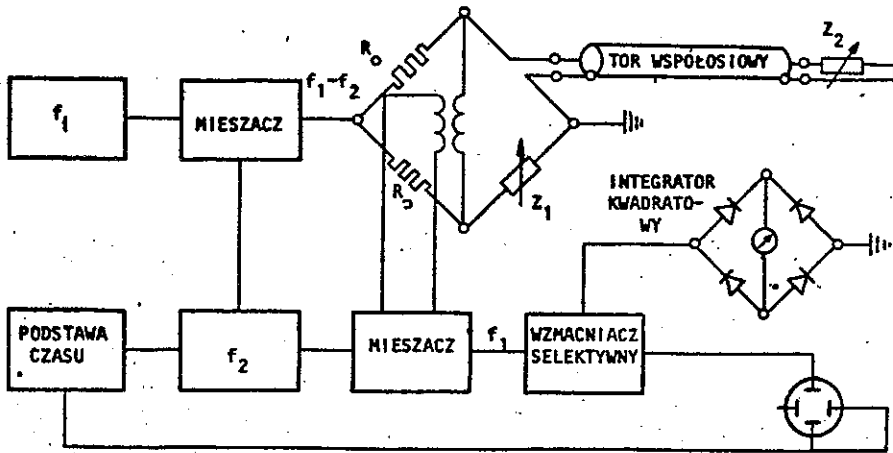 R₀
Z₂
TOR WSPÓŁOSIOWY
f₁-f₂
f₁
MIESZACZ
R₀
Z₁
INTEGRATOR
KWADRATO-
WY
PODSTAWA
CZASU
f₂
MIESZACZ
f₁
WZMACNIACZ
SELEKTYWNY